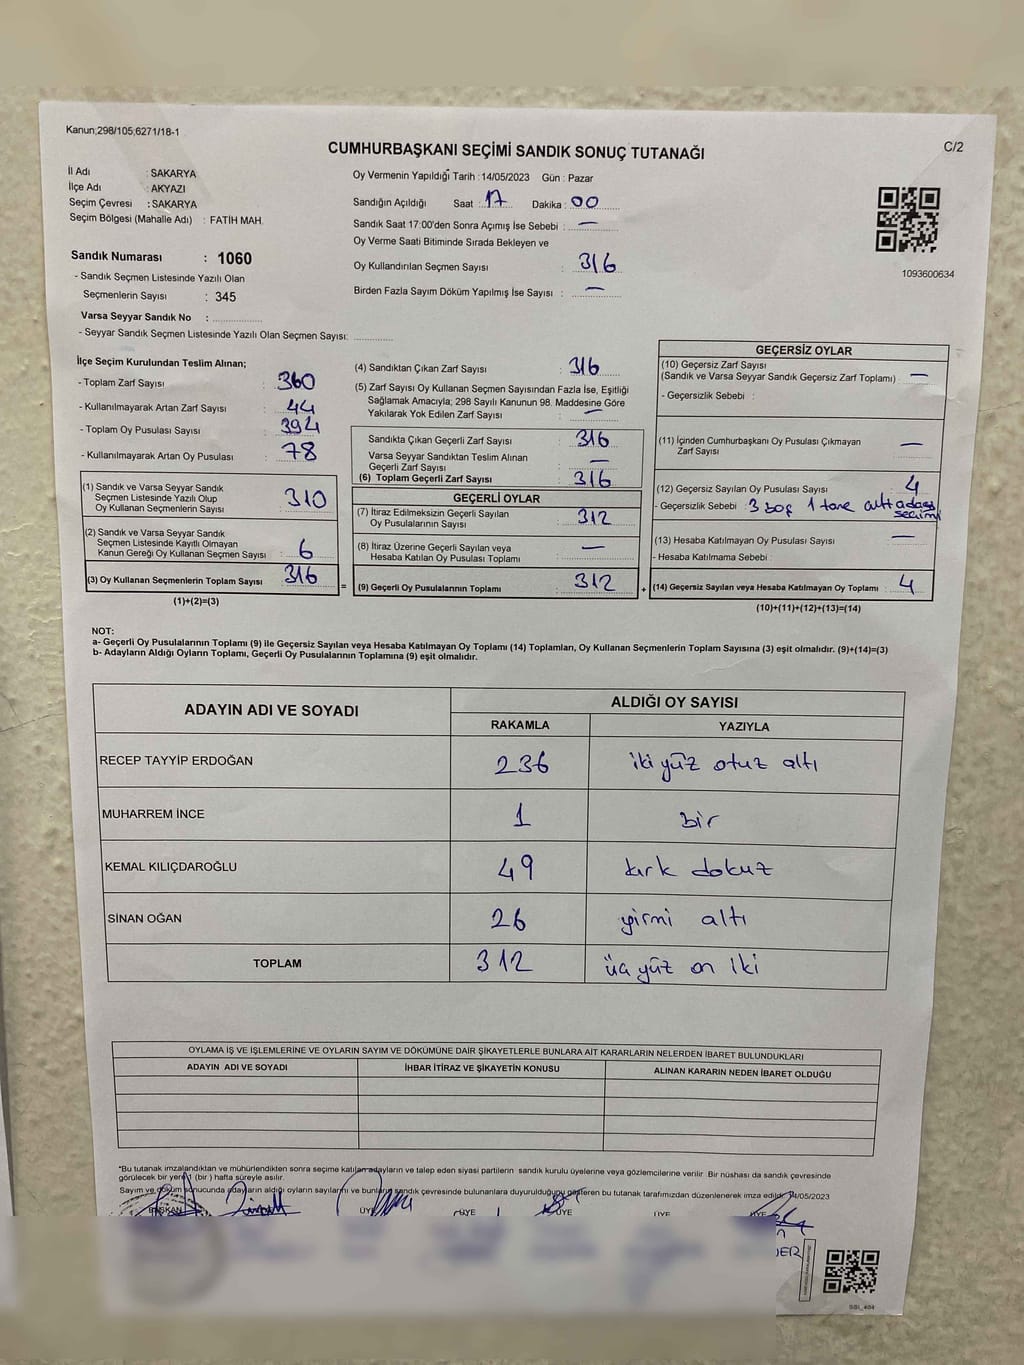 Kanun;298/105;6271/18-1
CUMHURBAŞKANI SEÇİMİ SANDIK SONUÇ TUTANAĞI
C/2
İl Adı : SAKARYA
İlçe Adı : AKYAZI
Seçim Çevresi : SAKARYA
Seçim Bölgesi (Mahalle Adı) : FATİH MAH.
Sandık Numarası : 1060
- Sandık Seçmen Listesinde Yazılı Olan
Seçmenlerin Sayısı : 345
Varsa Seyyar Sandık No :
- Seyyar Sandık Seçmen Listesinde Yazılı Olan Seçmen Sayısı:
Oy Vermenin Yapıldığı Tarih : 14/05/2023 Gün : Pazar
Sandığın Açıldığı Saat : 17 Dakika : 00
Sandık Saat 17:00'den Sonra Açımış İse Sebebi : —
Oy Verme Saati Bitiminde Sırada Bekleyen ve
Oy Kullandırılan Seçmen Sayısı : 316
Birden Fazla Sayım Döküm Yapılmış İse Sayısı : —
1093600634
İlçe Seçim Kurulundan Teslim Alınan;
- Toplam Zarf Sayısı : 360
- Kullanılmayarak Artan Zarf Sayısı : 44
- Toplam Oy Pusulası Sayısı : 394
- Kullanılmayarak Artan Oy Pusulası : 78
(1) Sandık ve Varsa Seyyar Sandık
Seçmen Listesinde Yazılı Olup
Oy Kullanan Seçmenlerin Sayısı : 310
(2) Sandık ve Varsa Seyyar Sandık
Seçmen Listesinde Kayıtlı Olmayan
Kanun Gereği Oy Kullanan Seçmen Sayısı : 6
(3) Oy Kullanan Seçmenlerin Toplam Sayısı : 316
(1)+(2)=(3)
=
(4) Sandıktan Çıkan Zarf Sayısı : 316
(5) Zarf Sayısı Oy Kullanan Seçmen Sayısından Fazla İse, Eşitliği
Sağlamak Amacıyla; 298 Sayılı Kanunun 98. Maddesine Göre
Yakılarak Yok Edilen Zarf Sayısı : —
Sandıkta Çıkan Geçerli Zarf Sayısı : 316
Varsa Seyyar Sandıktan Teslim Alınan
Geçerli Zarf Sayısı : —
(6) Toplam Geçerli Zarf Sayısı : 316
GEÇERLİ OYLAR
(7) İtiraz Edilmeksizin Geçerli Sayılan
Oy Pusulalarının Sayısı : 312
(8) İtiraz Üzerine Geçerli Sayılan veya
Hesaba Katılan Oy Pusulası Toplamı : —
(9) Geçerli Oy Pusulalarının Toplamı : 312
+
GEÇERSİZ OYLAR
(10) Geçersiz Zarf Sayısı
(Sandık ve Varsa Seyyar Sandık Geçersiz Zarf Toplamı) : —
- Geçersizlik Sebebi :
(11) İçinden Cumhurbaşkanı Oy Pusulası Çıkmayan
Zarf Sayısı : —
(12) Geçersiz Sayılan Oy Pusulası Sayısı : 4
- Geçersizlik Sebebi : 3 boş 1 tane çift aday
seçimi
(13) Hesaba Katılmayan Oy Pusulası Sayısı : —
- Hesaba Katılmama Sebebi :
(14) Geçersiz Sayılan veya Hesaba Katılmayan Oy Toplamı : 4
(10)+(11)+(12)+(13)=(14)
NOT:
a- Geçerli Oy Pusulalarının Toplamı (9) ile Geçersiz Sayılan veya Hesaba Katılmayan Oy Toplamı (14) Toplamları, Oy Kullanan Seçmenlerin Toplam Sayısına (3) eşit olmalıdır. (9)+(14)=(3)
b- Adayların Aldığı Oyların Toplamı, Geçerli Oy Pusulalarının Toplamına (9) eşit olmalıdır.
ADAYIN ADI VE SOYADI ALDIĞI OY SAYISI
RAKAMLA YAZIYLA
RECEP TAYYİP ERDOĞAN 236 iki yüz otuz altı
MUHARREM İNCE 1 bir
KEMAL KILIÇDAROĞLU 49 kırk dokuz
SİNAN OĞAN 26 yirmi altı
TOPLAM 312 üç yüz on iki
OYLAMA İŞ VE İŞLEMLERİNE VE OYLARIN SAYIM VE DÖKÜMÜNE DAİR ŞİKAYETLERLE BUNLARA AİT KARARLARIN NELERDEN İBARET BULUNDUKLARI
ADAYIN ADI VE SOYADI İHBAR İTİRAZ VE ŞİKAYETİN KONUSU ALINAN KARARIN NEDEN İBARET OLDUĞU
*Bu tutanak imzalandıktan ve mühürlendikten sonra seçime katılan adayların ve talep eden siyasi partilerin sandık kurulu üyelerine veya gözlemcilerine verilir. Bir nüshası da sandık çevresinde
görülecek bir yere 1 (bir) hafta süreyle asılır.
Sayım ve döküm sonucunda adayların aldığı oyların sayılarını ve bunların sandık çevresinde bulunanlara duyurulduğunu gösteren bu tutanak tarafımızdan düzenlenerek imza edildi. 14/05/2023
BAŞKAN ÜYE ÜYE ÜYE ÜYE ÜYE
SBİ_404